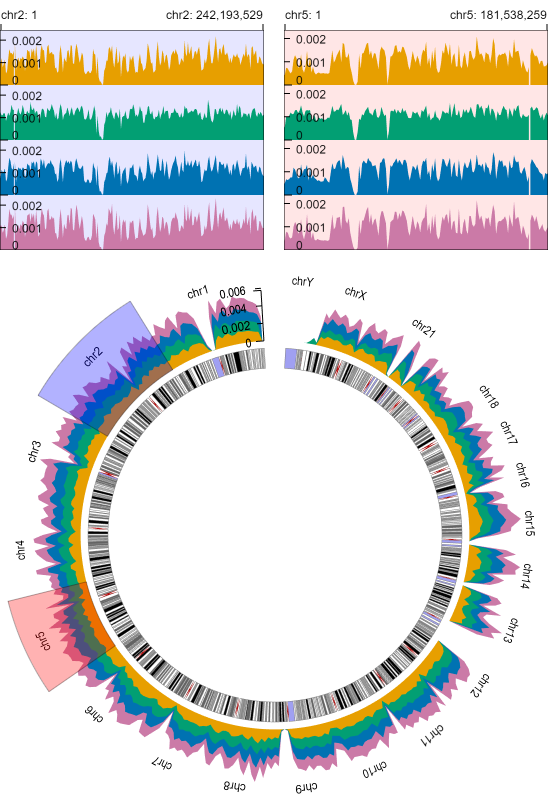 chr2: 1 chr2: 242,193,529 chr5: 1 chr5: 181,538,259
0.002 0.002
0.001 0.001
0 0
0.002 0.002
0.001 0.001
0 0
0.002 0.002
0.001 0.001
0 0
0.002 0.002
0.001 0.001
0 0
chrY
chr1 0.006 chrX
0.004
0.002 chr21
0
chr2
chr18
chr3 chr17
chr16
chr15
chr4
chr14
chr5 chr13
chr12
chr6
chr11
chr7 chr10
chr8 chr9